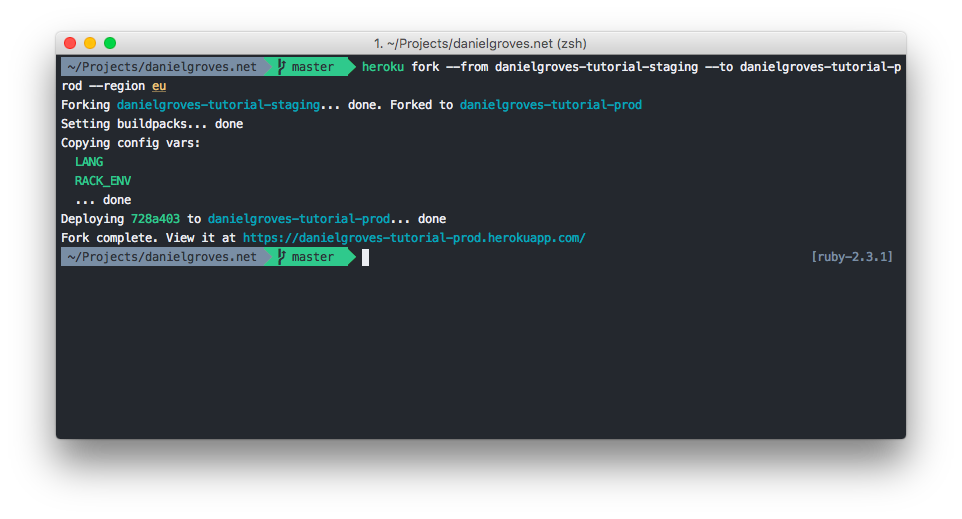 1. ~/Projects/danielgroves.net (zsh)
~/Projects/danielgroves.net master heroku fork --from danielgroves-tutorial-staging --to danielgroves-tutorial-p
rod --region eu
Forking danielgroves-tutorial-staging... done. Forked to danielgroves-tutorial-prod
Setting buildpacks... done
Copying config vars:
  LANG
  RACK_ENV
  ... done
Deploying 728a403 to danielgroves-tutorial-prod... done
Fork complete. View it at https://danielgroves-tutorial-prod.herokuapp.com/
~/Projects/danielgroves.net master [ruby-2.3.1]